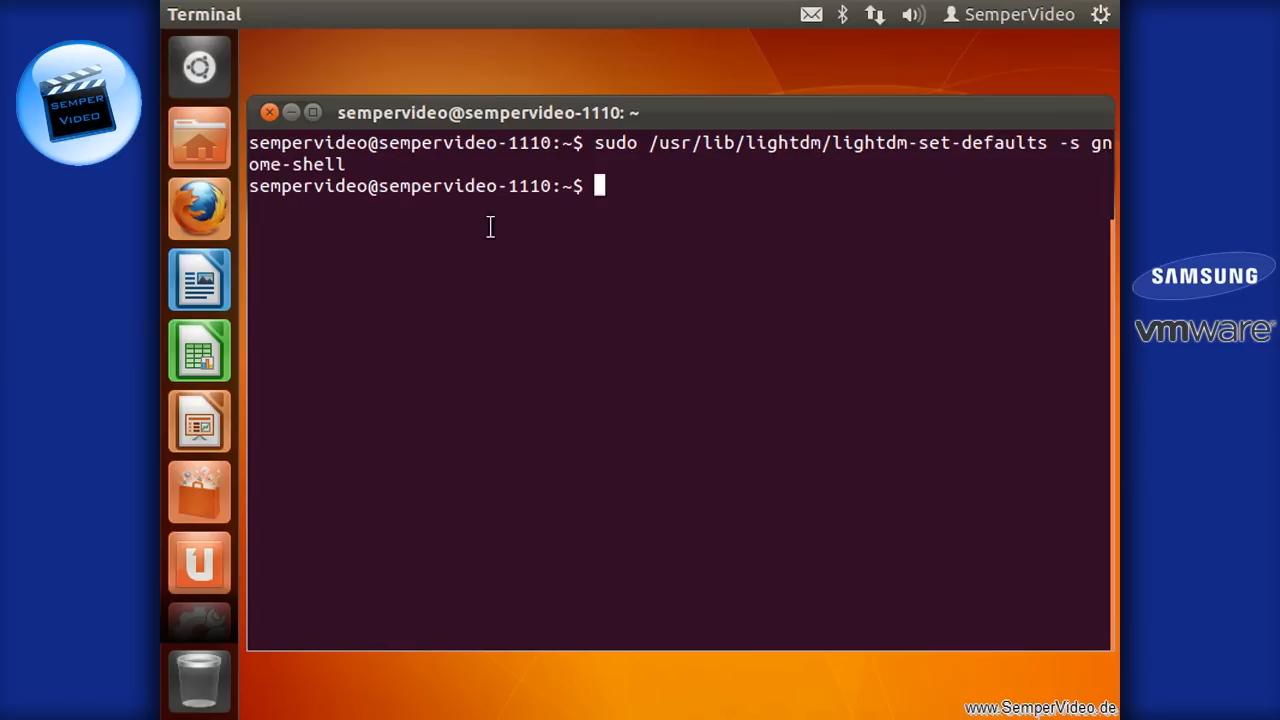 Terminal
SemperVideo
SEMPER
VIDEO
sempervideo@sempervideo-1110: ~
sempervideo@sempervideo-1110:~$ sudo /usr/lib/lightdm/lightdm-set-defaults -s gn
ome-shell
sempervideo@sempervideo-1110:~$
SAMSUNG
vmware
U
www.SemperVideo.de